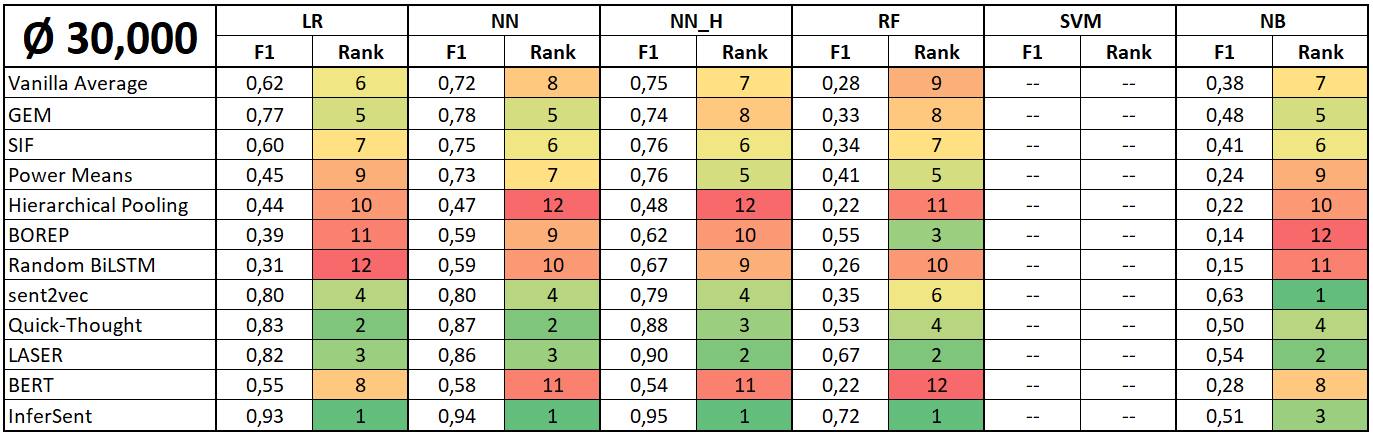 Ø 30,000 LR NN NN_H RF SVM NB
F1 Rank F1 Rank F1 Rank F1 Rank F1 Rank F1 Rank
Vanilla Average 0,62 6 0,72 8 0,75 7 0,28 9 -- -- 0,38 7
GEM 0,77 5 0,78 5 0,74 8 0,33 8 -- -- 0,48 5
SIF 0,60 7 0,75 6 0,76 6 0,34 7 -- -- 0,41 6
Power Means 0,45 9 0,73 7 0,76 5 0,41 5 -- -- 0,24 9
Hierarchical Pooling 0,44 10 0,47 12 0,48 12 0,22 11 -- -- 0,22 10
BOREP 0,39 11 0,59 9 0,62 10 0,55 3 -- -- 0,14 12
Random BiLSTM 0,31 12 0,59 10 0,67 9 0,26 10 -- -- 0,15 11
sent2vec 0,80 4 0,80 4 0,79 4 0,35 6 -- -- 0,63 1
Quick-Thought 0,83 2 0,87 2 0,88 3 0,53 4 -- -- 0,50 4
LASER 0,82 3 0,86 3 0,90 2 0,67 2 -- -- 0,54 2
BERT 0,55 8 0,58 11 0,54 11 0,22 12 -- -- 0,28 8
InferSent 0,93 1 0,94 1 0,95 1 0,72 1 -- -- 0,51 3